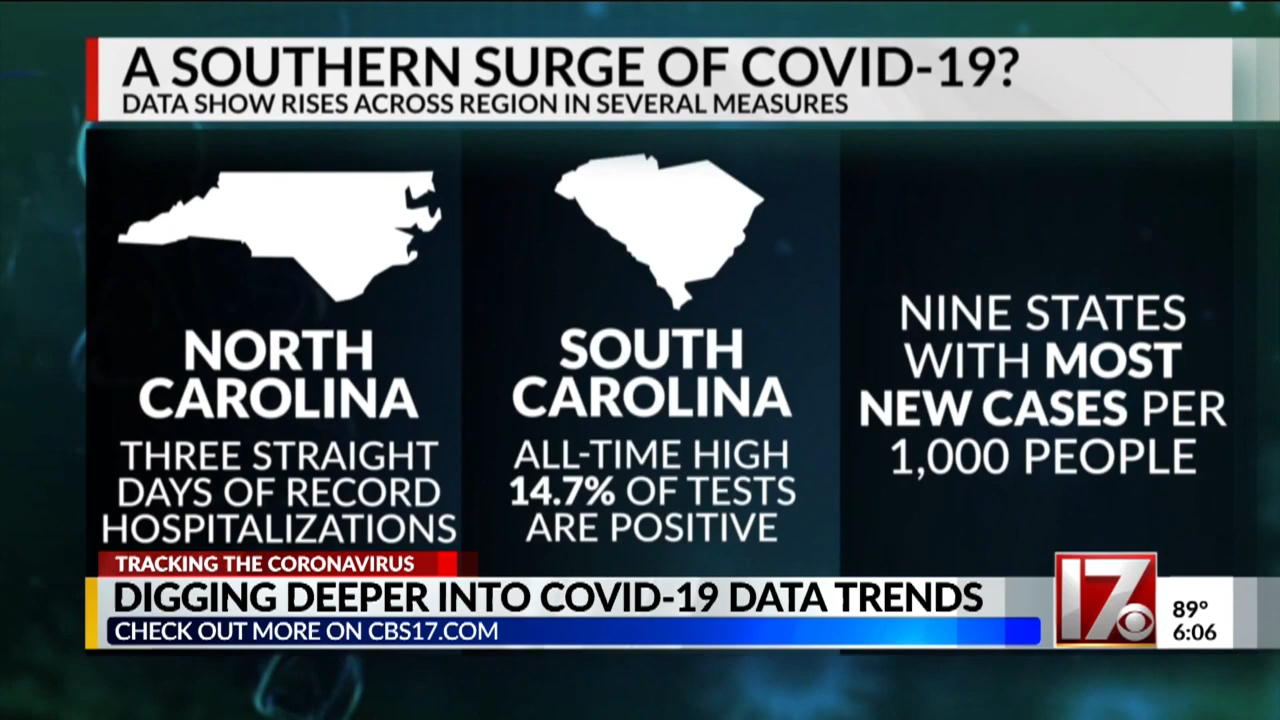 A SOUTHERN SURGE OF COVID-19?
DATA SHOW RISES ACROSS REGION IN SEVERAL MEASURES
NORTH
CAROLINA
THREE STRAIGHT
DAYS OF RECORD
HOSPITALIZATIONS
SOUTH
CAROLINA
ALL-TIME HIGH
14.7% OF TESTS
ARE POSITIVE
NINE STATES
WITH MOST
NEW CASES PER
1,000 PEOPLE
TRACKING THE CORONAVIRUS
DIGGING DEEPER INTO COVID-19 DATA TRENDS
CHECK OUT MORE ON CBS17.COM
17
89°
6:06